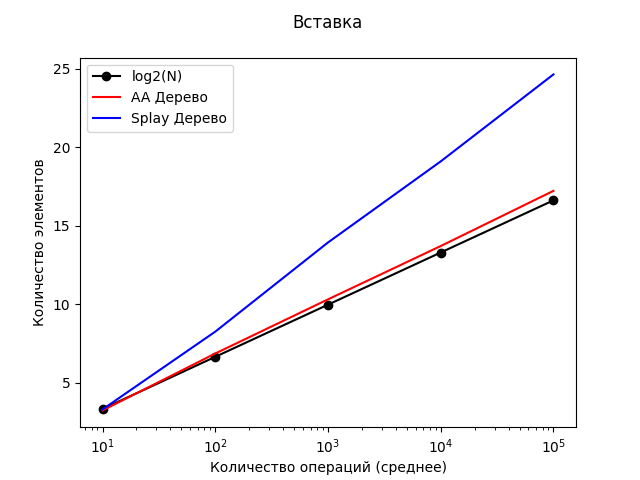 Вставка
log2(N)
AA Дерево
Splay Дерево
Количество элементов
25
20
15
10
5
10¹
10²
10³
10⁴
10⁵
Количество операций (среднее)